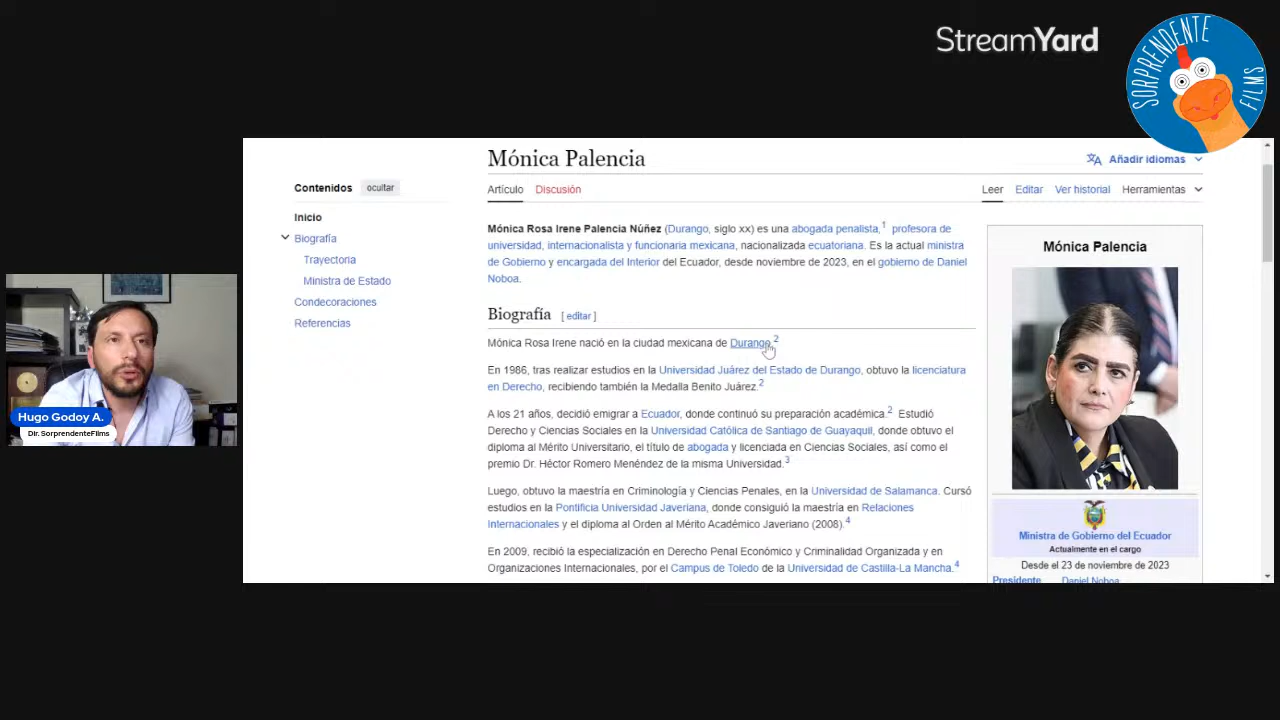 StreamYard
SORPRENDENTE
FILMS
Mónica Palencia
Añadir idiomas
Contenidos ocultar
Artículo Discusión
Leer Editar Ver historial Herramientas
Inicio
Biografía
Trayectoria
Ministra de Estado
Condecoraciones
Referencias
Mónica Rosa Irene Palencia Núñez (Durango, siglo xx) es una abogada penalista,1 profesora de
universidad, internacionalista y funcionaria mexicana, nacionalizada ecuatoriana. Es la actual ministra
de Gobierno y encargada del Interior del Ecuador, desde noviembre de 2023, en el gobierno de Daniel
Noboa.
Biografía [ editar ]
Mónica Rosa Irene nació en la ciudad mexicana de Durango.2
En 1986, tras realizar estudios en la Universidad Juárez del Estado de Durango, obtuvo la licenciatura
en Derecho, recibiendo también la Medalla Benito Juárez.2
A los 21 años, decidió emigrar a Ecuador, donde continuó su preparación académica.2 Estudió
Derecho y Ciencias Sociales en la Universidad Católica de Santiago de Guayaquil, donde obtuvo el
diploma al Mérito Universitario, el título de abogada y licenciada en Ciencias Sociales, así como el
premio Dr. Héctor Romero Menéndez de la misma Universidad.3
Luego, obtuvo la maestría en Criminología y Ciencias Penales, en la Universidad de Salamanca. Cursó
estudios en la Pontificia Universidad Javeriana, donde consiguió la maestría en Relaciones
Internacionales y el diploma al Orden al Mérito Académico Javeriano (2008).4
En 2009, recibió la especialización en Derecho Penal Económico y Criminalidad Organizada y en
Organizaciones Internacionales, por el Campus de Toledo de la Universidad de Castilla-La Mancha.4
Mónica Palencia
Ministra de Gobierno del Ecuador
Actualmente en el cargo
Desde el 23 de noviembre de 2023
Presidente Daniel Noboa
Hugo Godoy A.
Dir. SorprendenteFilms